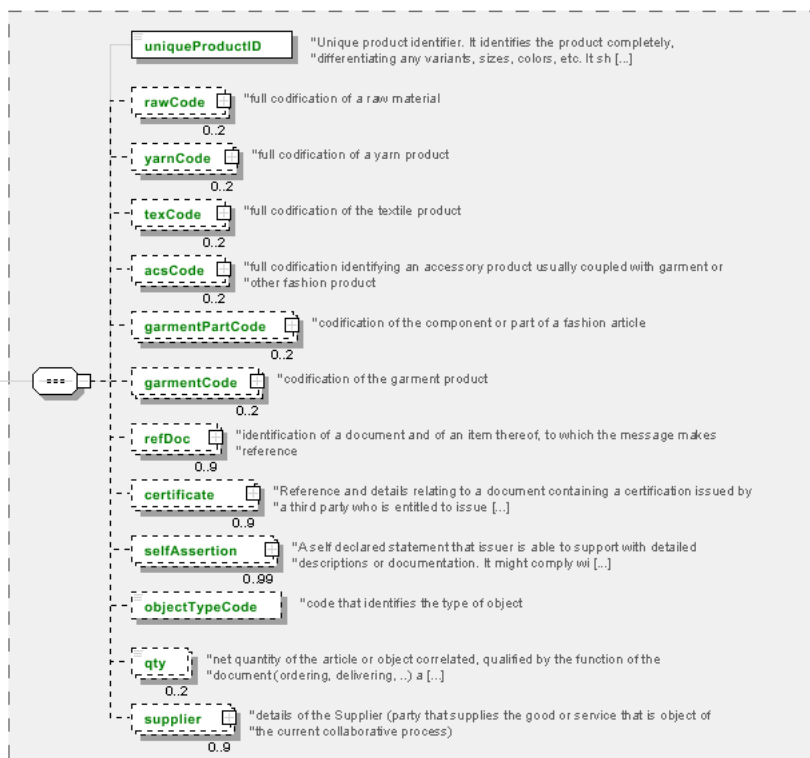 uniqueProductID
"Unique product identifier. It identifies the product completely,
"differentiating any variants, sizes, colors, etc. It sh [...]
rawCode
"full codification of a raw material
0..2
yarnCode
"full codification of a yarn product
0..2
texCode
"full codification of the textile product
0..2
acsCode
"full codification identifying an accessory product usually coupled with garment or
"other fashion product
0..2
garmentPartCode
"codification of the component or part of a fashion article
0..2
garmentCode
"codification of the garment product
0..2
refDoc
"identification of a document and of an item thereof, to which the message makes
"reference
0..9
certificate
"Reference and details relating to a document containing a certification issued by
"a third party who is entitled to issue [...]
0..9
selfAssertion
"A self declared statement that issuer is able to support with detailed
"descriptions or documentation. It might comply wi [...]
0..99
objectTypeCode
"code that identifies the type of object
qty
"net quantity of the article or object correlated, qualified by the function of the
"document (ordering, delivering, ..) a [...]
0..2
supplier
"details of the Supplier (party that supplies the good or service that is object of
"the current collaborative process)
0..9